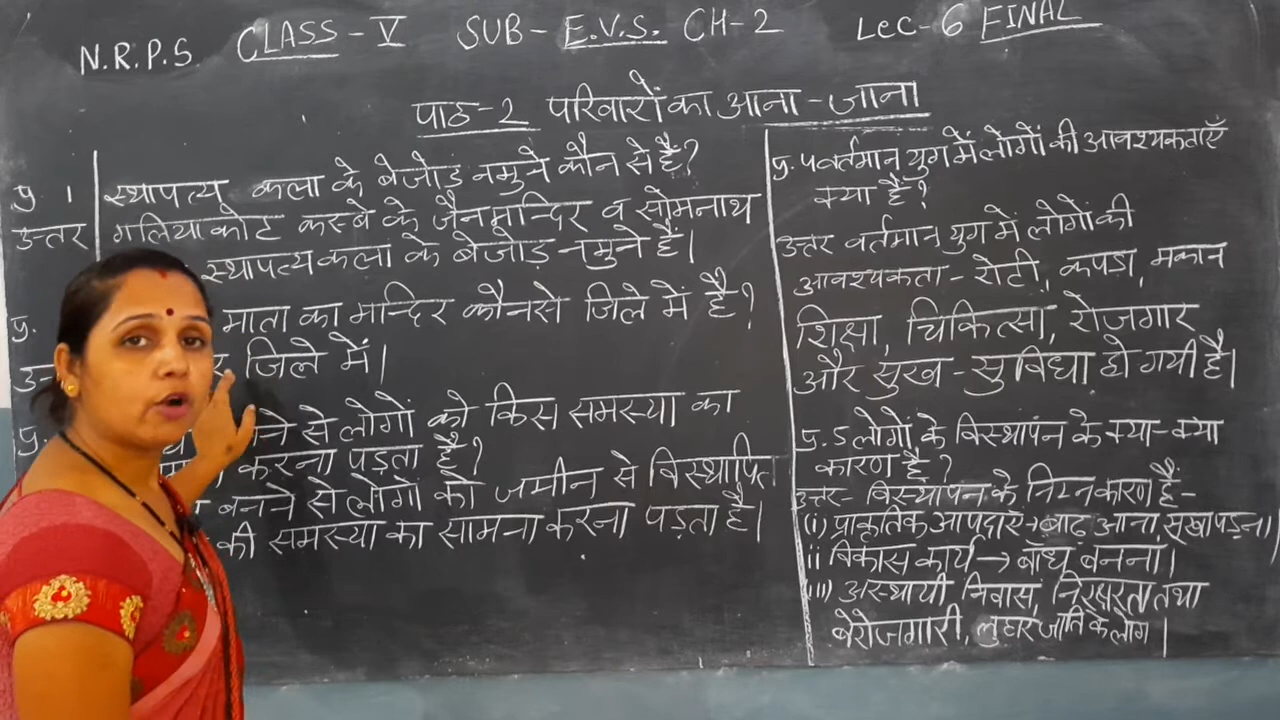 N.R.P.S. CLASS - V SUB - E.V.S. CH-2 Lec-6 FINAL
पाठ-2 परिवारों का आना-जाना
प्र. 1 स्थापत्य कला के बेजोड़ नमुने कौन से हैं?
उत्तर गलियाकोट कस्बे के जैन मन्दिर व सोमनाथ
स्थापत्य कला के बेजोड़ नमुने हैं।
प्र. माता का मन्दिर कौनसे जिले में है?
जिले में।
प्र. से लोगों को किस समस्या का
करना पड़ता है?
बनने से लोगों को जमीन से विस्थापित
की समस्या का सामना करना पड़ता है।
प्र. 4 वर्तमान युग में लोगों की आवश्यकताएँ
क्या हैं?
उत्तर वर्तमान युग में लोगों की
आवश्यकता - रोटी, कपडा, मकान
शिक्षा, चिकित्सा, रोजगार
और सुख-सुविधा हो गयी है।
प्र. 5 लोगों के विस्थापन के क्या-क्या
कारण है?
उत्तर- विस्थापन के निम्न कारण हैं-
(i) प्राकृतिक आपदाएं→ बाढ़ आना, सूखा पड़ना
ii विकास कार्य → बाँध बनना।
(iii) अस्थायी निवास, निरक्षरता तथा
बेरोजगारी, लुहार जाति के लोग।